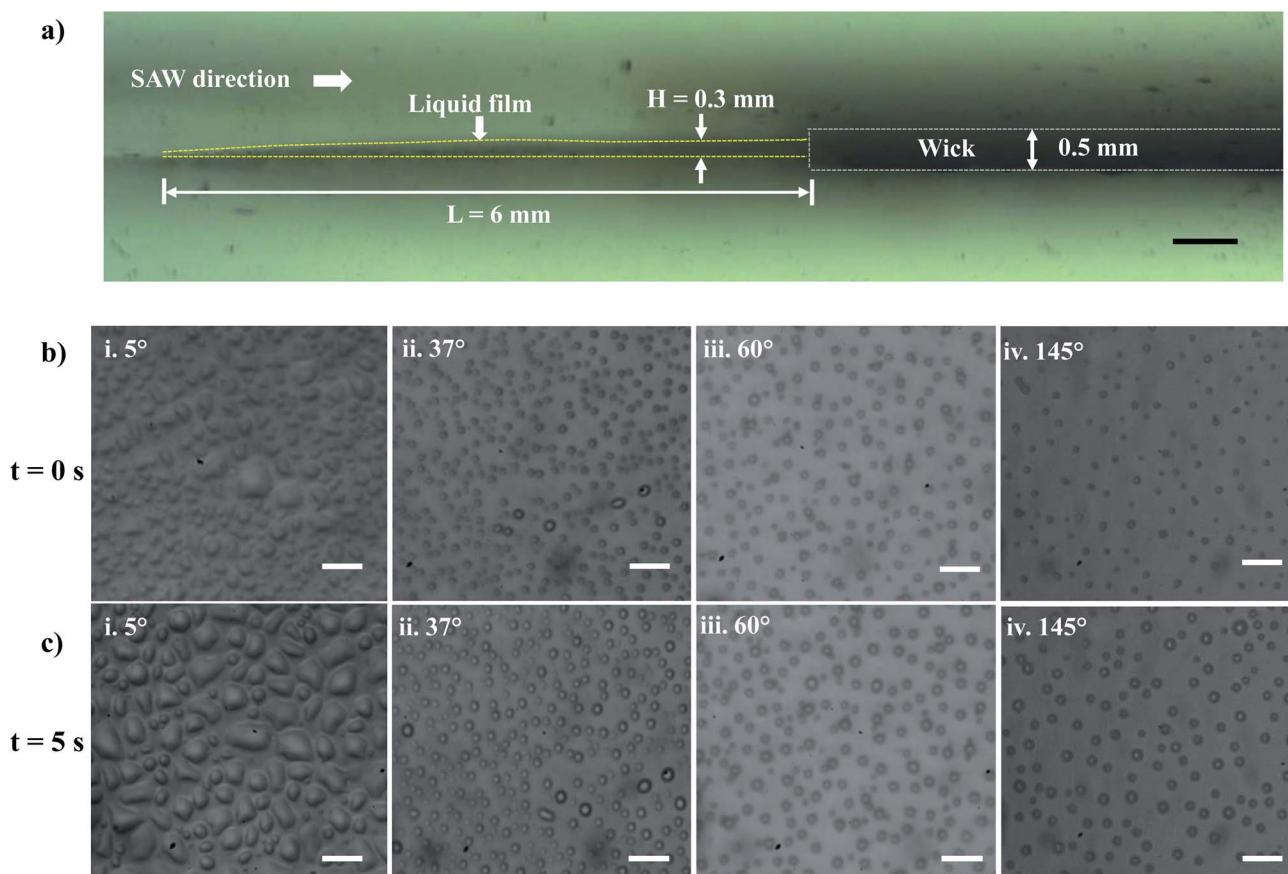 a)
SAW direction
Liquid film
H = 0.3 mm
Wick
0.5 mm
L = 6 mm
b)
i. 5°
ii. 37°
iii. 60°
iv. 145°
t = 0 s
c)
i. 5°
ii. 37°
iii. 60°
iv. 145°
t = 5 s